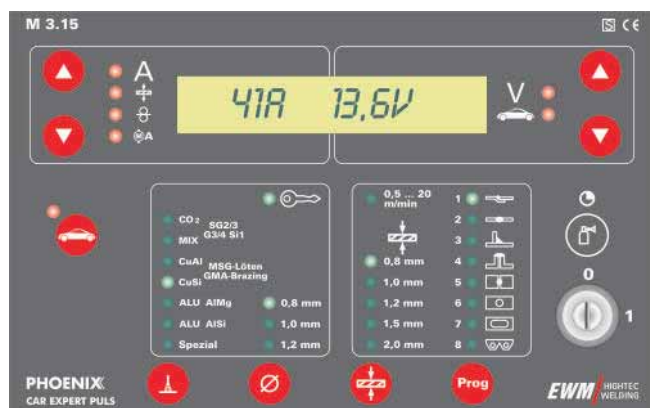 M 3.15
S CE
A
V
A
41A 13,6V
CO2
SG2/3
MIX
G3/4 Si1
CuAl
MSG-Löten
CuSi
GMA-Brazing
ALU AlMg
0,8 mm
ALU AlSi
1,0 mm
Spezial
1,2 mm
0,5 ... 20
m/min
1
2
3
0,8 mm
4
1,0 mm
5
1,2 mm
6
1,5 mm
7
2,0 mm
8
0
1
Prog
PHOENIX
CAR EXPERT PULS
EWM HIGHTEC
WELDING